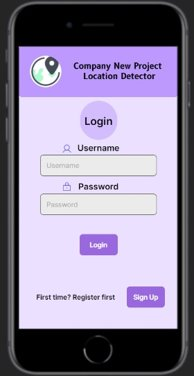 Company New Project
Location Detector
Login
Username
Username
Password
Password
Login
First time? Register first
Sign Up